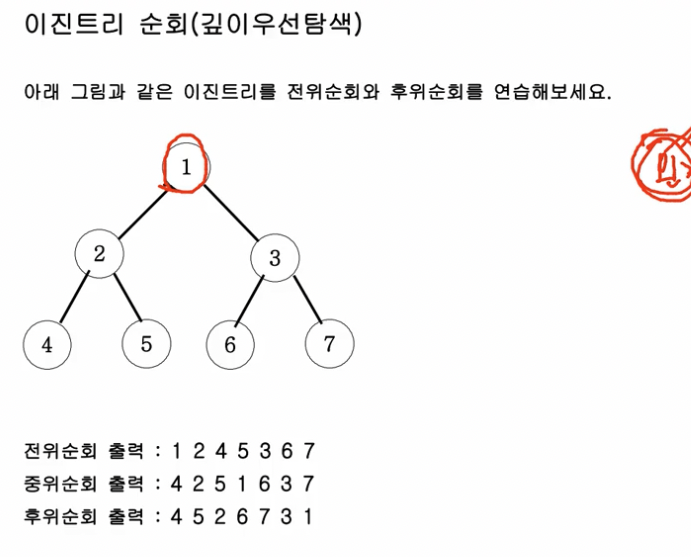 이진트리 순회(깊이우선탐색)
아래 그림과 같은 이진트리를 전위순회와 후위순회를 연습해보세요.
1
2
3
4
5
6
7
전위순회 출력 : 1 2 4 5 3 6 7
중위순회 출력 : 4 2 5 1 6 3 7
후위순회 출력 : 4 5 2 6 7 3 1